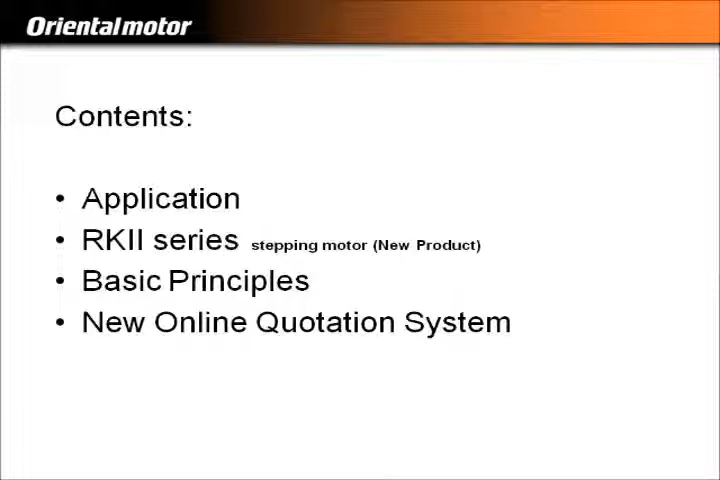 Orientalmotor
Contents:
• Application
• RKII series stepping motor (New Product)
• Basic Principles
• New Online Quotation System